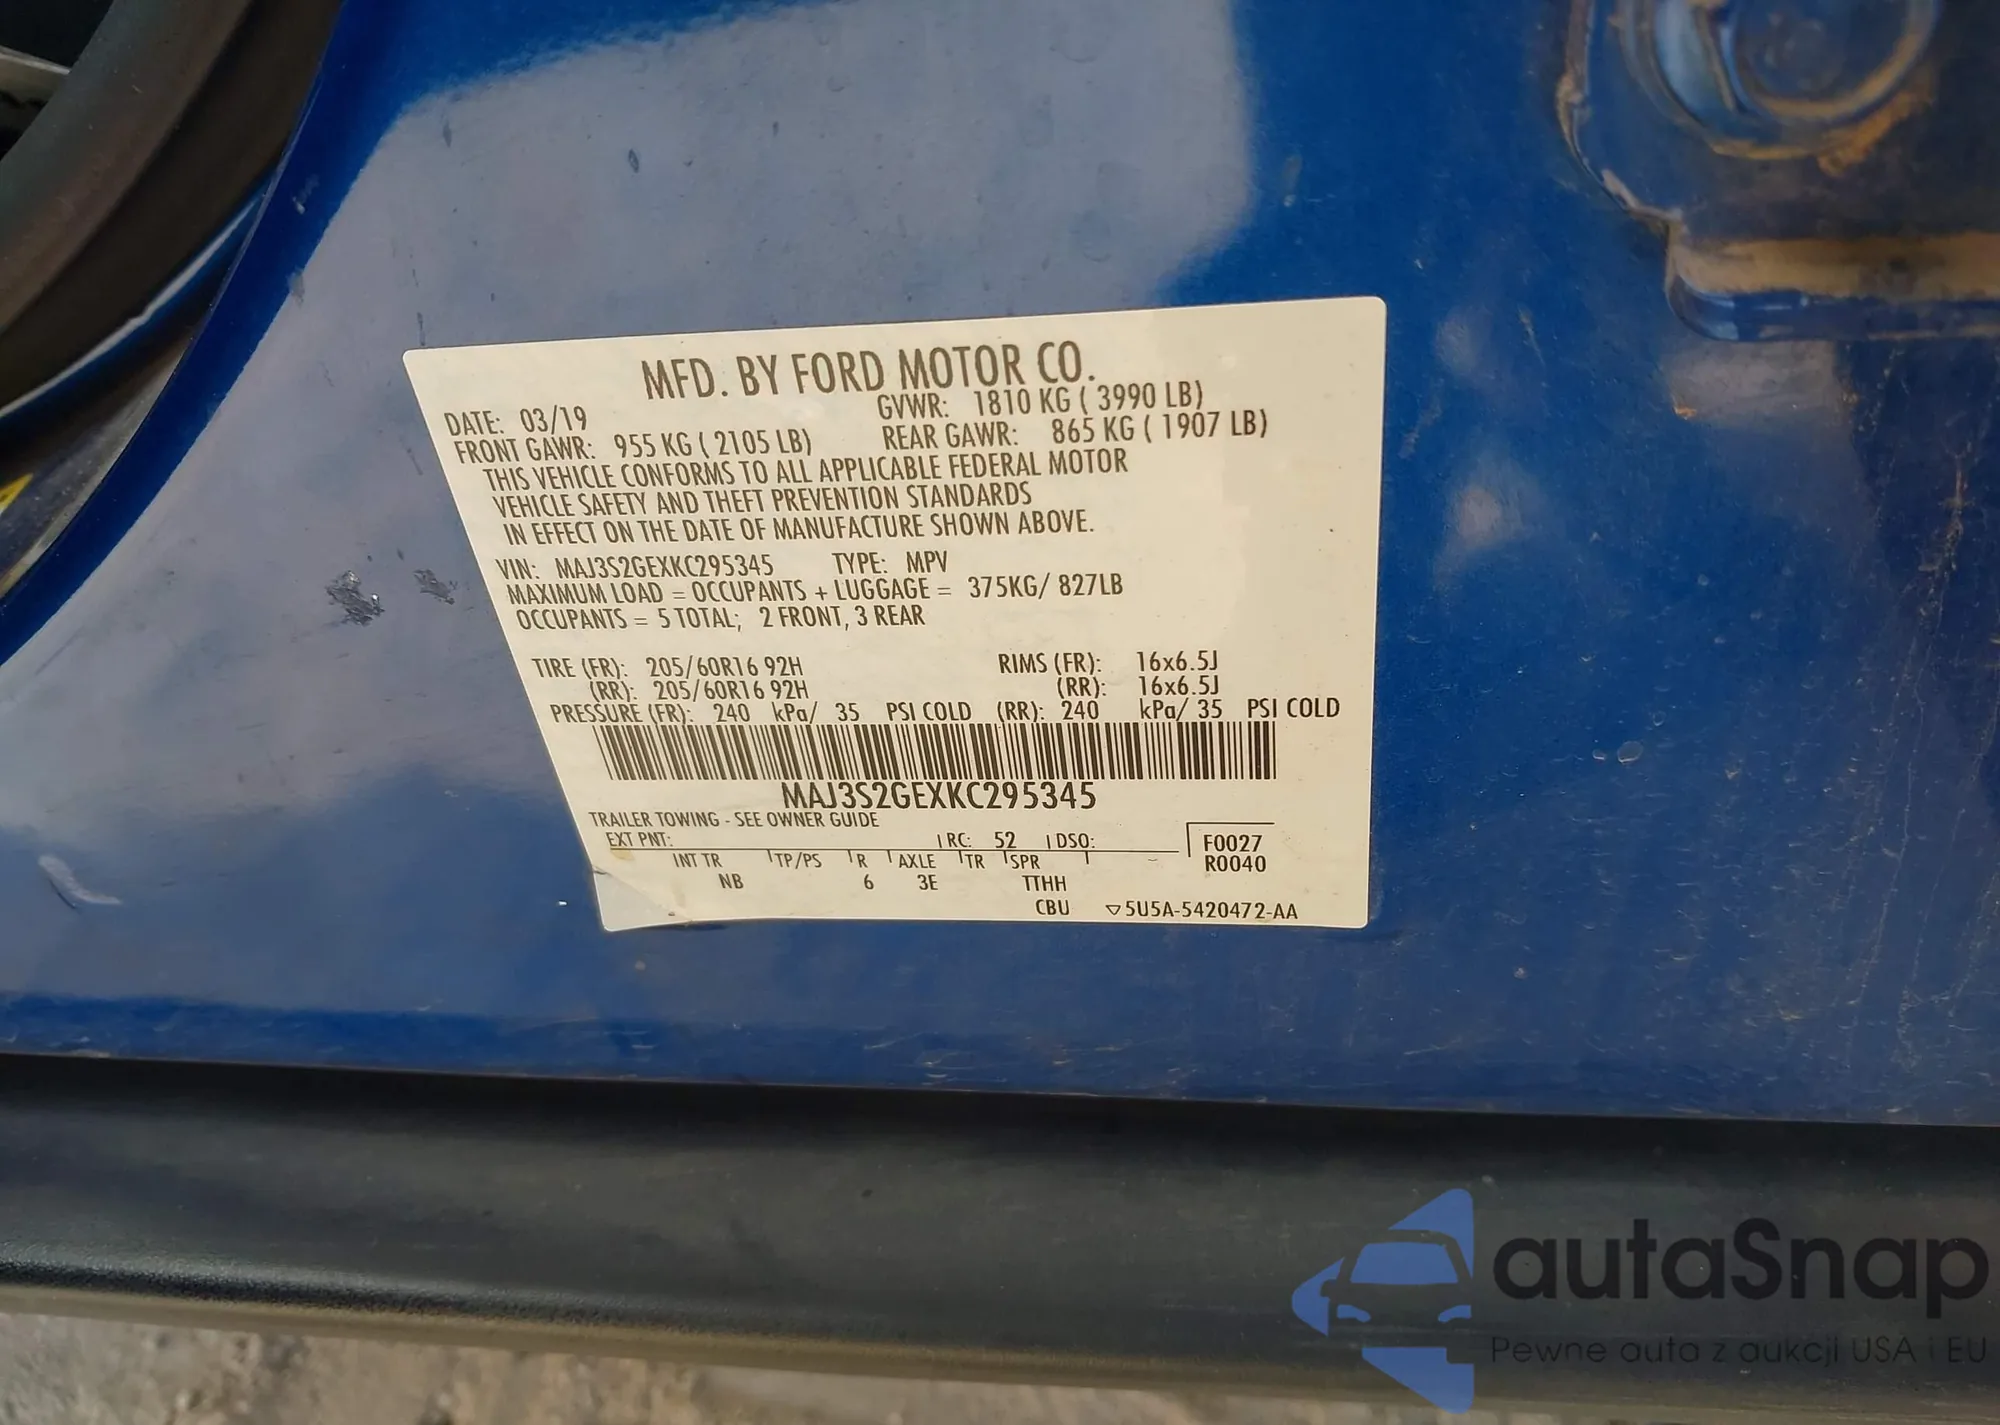 MFD. BY FORD MOTOR CO.
DATE: 03/19 GVWR: 1810 KG ( 3990 LB)
FRONT GAWR: 955 KG ( 2105 LB) REAR GAWR: 865 KG ( 1907 LB)
THIS VEHICLE CONFORMS TO ALL APPLICABLE FEDERAL MOTOR
VEHICLE SAFETY AND THEFT PREVENTION STANDARDS
IN EFFECT ON THE DATE OF MANUFACTURE SHOWN ABOVE.
VIN: MAJ3S2GEXKC295345 TYPE: MPV
MAXIMUM LOAD = OCCUPANTS + LUGGAGE = 375KG/ 827LB
OCCUPANTS = 5 TOTAL; 2 FRONT, 3 REAR
TIRE (FR): 205/60R16 92H RIMS (FR): 16x6.5J
(RR): 205/60R16 92H (RR): 16x6.5J
PRESSURE (FR): 240 kPa/ 35 PSI COLD (RR): 240 kPa/ 35 PSI COLD
MAJ3S2GEXKC295345
TRAILER TOWING - SEE OWNER GUIDE
EXT PNT: RC: 52 DSO: F0027
INT TR TP/PS R AXLE TR SPR R0040
NB 6 3E TTHH
CBU ▽5U5A-5420472-AA
autaSnap
Pewne auta z aukcji USA i EU